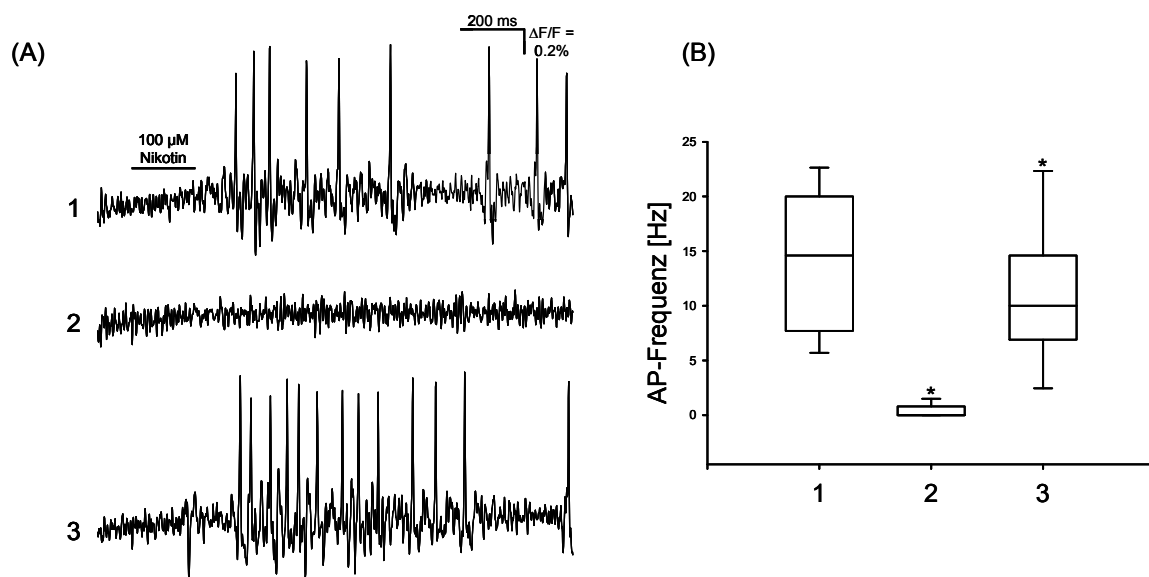 (A)
200 ms
ΔF/F =
0.2%
100 µM
Nikotin
1
2
3
(B)
AP-Frequenz [Hz]
25
20
15
10
5
0
*
*
1
2
3